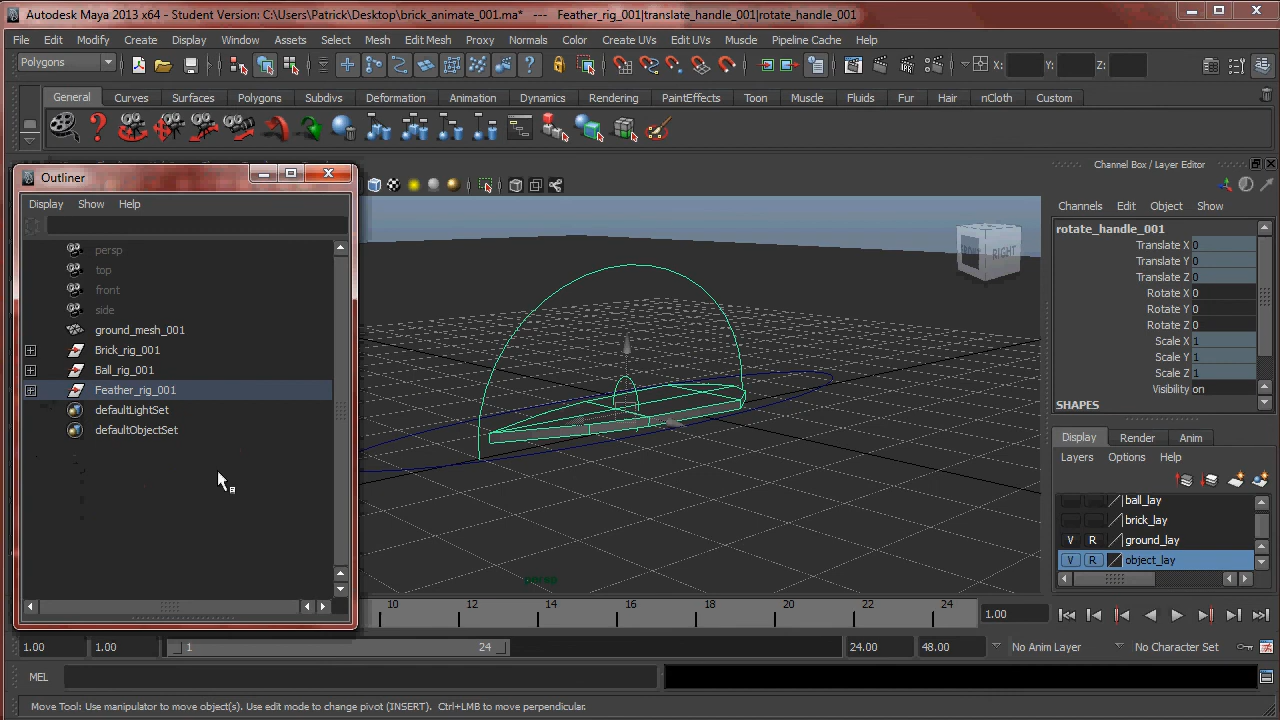 Autodesk Maya 2013 x64 - Student Version: C:\Users\Patrick\Desktop\brick_animate_001.ma* --- Feather_rig_001|translate_handle_001|rotate_handle_001
File Edit Modify Create Display Window Assets Select Mesh Edit Mesh Proxy Normals Color Create UVs Edit UVs Muscle Pipeline Cache Help
Polygons X: Y: Z:
General Curves Surfaces Polygons Subdivs Deformation Animation Dynamics Rendering PaintEffects Toon Muscle Fluids Fur Hair nCloth Custom
Outliner
Display Show Help
persp
top
front
side
ground_mesh_001
Brick_rig_001
Ball_rig_001
Feather_rig_001
defaultLightSet
defaultObjectSet
FRONT RIGHT
Channel Box / Layer Editor
Channels Edit Object Show
rotate_handle_001
Translate X 0
Translate Y 0
Translate Z 0
Rotate X 0
Rotate Y 0
Rotate Z 0
Scale X 1
Scale Y 1
Scale Z 1
Visibility on
SHAPES
Display Render Anim
Layers Options Help
ball_lay
brick_lay
V R ground_lay
V R object_lay
10 12 14 16 18 20 22 24 1.00
1.00 1.00 1 24 24.00 48.00 No Anim Layer No Character Set
MEL
Move Tool: Use manipulator to move object(s). Use edit mode to change pivot (INSERT). Ctrl+LMB to move perpendicular.